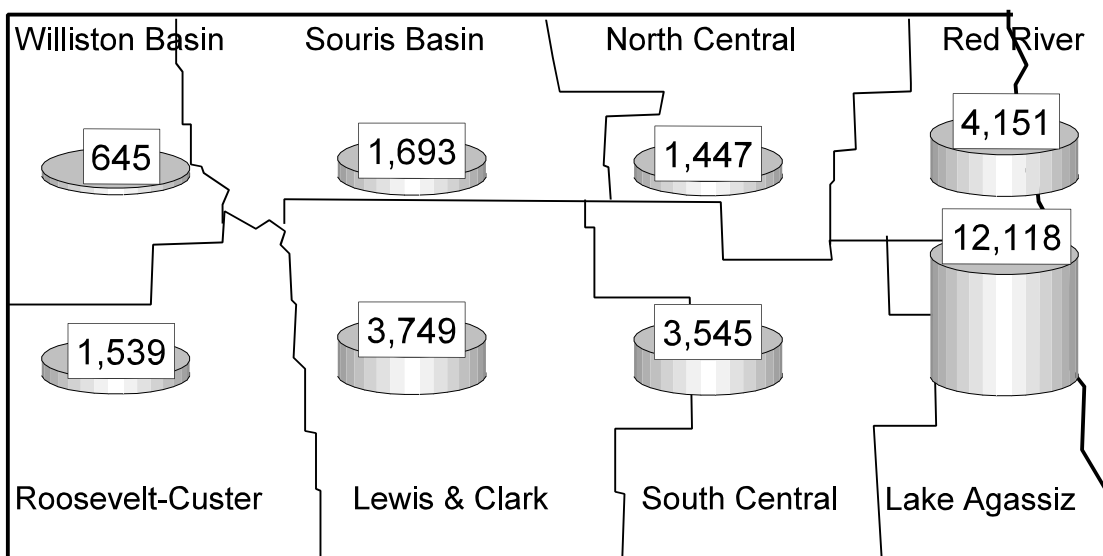 Williston Basin Souris Basin North Central Red River
645 1,693 1,447 4,151
12,118
1,539 3,749 3,545
Roosevelt-Custer Lewis & Clark South Central Lake Agassiz